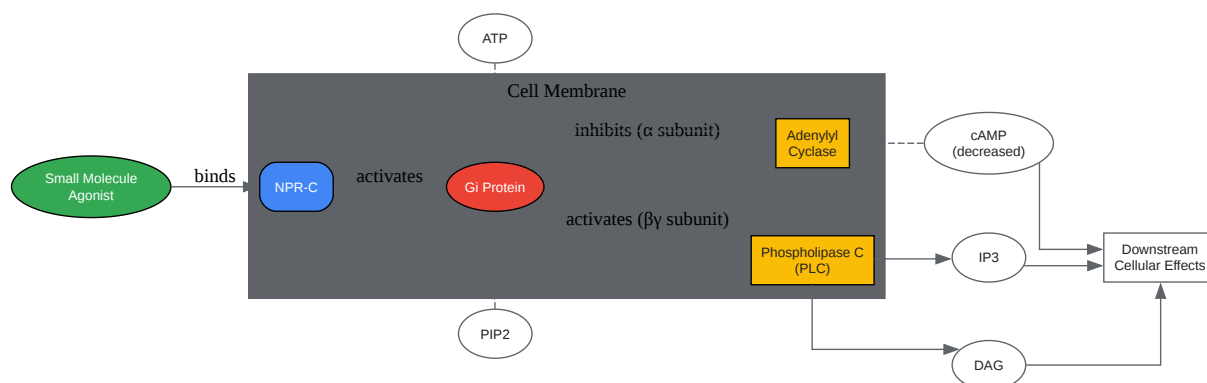 ATP
Cell Membrane
inhibits (α subunit)
Adenylyl
Cyclase
cAMP
(decreased)
Small Molecule
Agonist
binds
NPR-C
activates
Gi Protein
activates (βγ subunit)
Phospholipase C
(PLC)
IP3
Downstream
Cellular Effects
PIP2
DAG